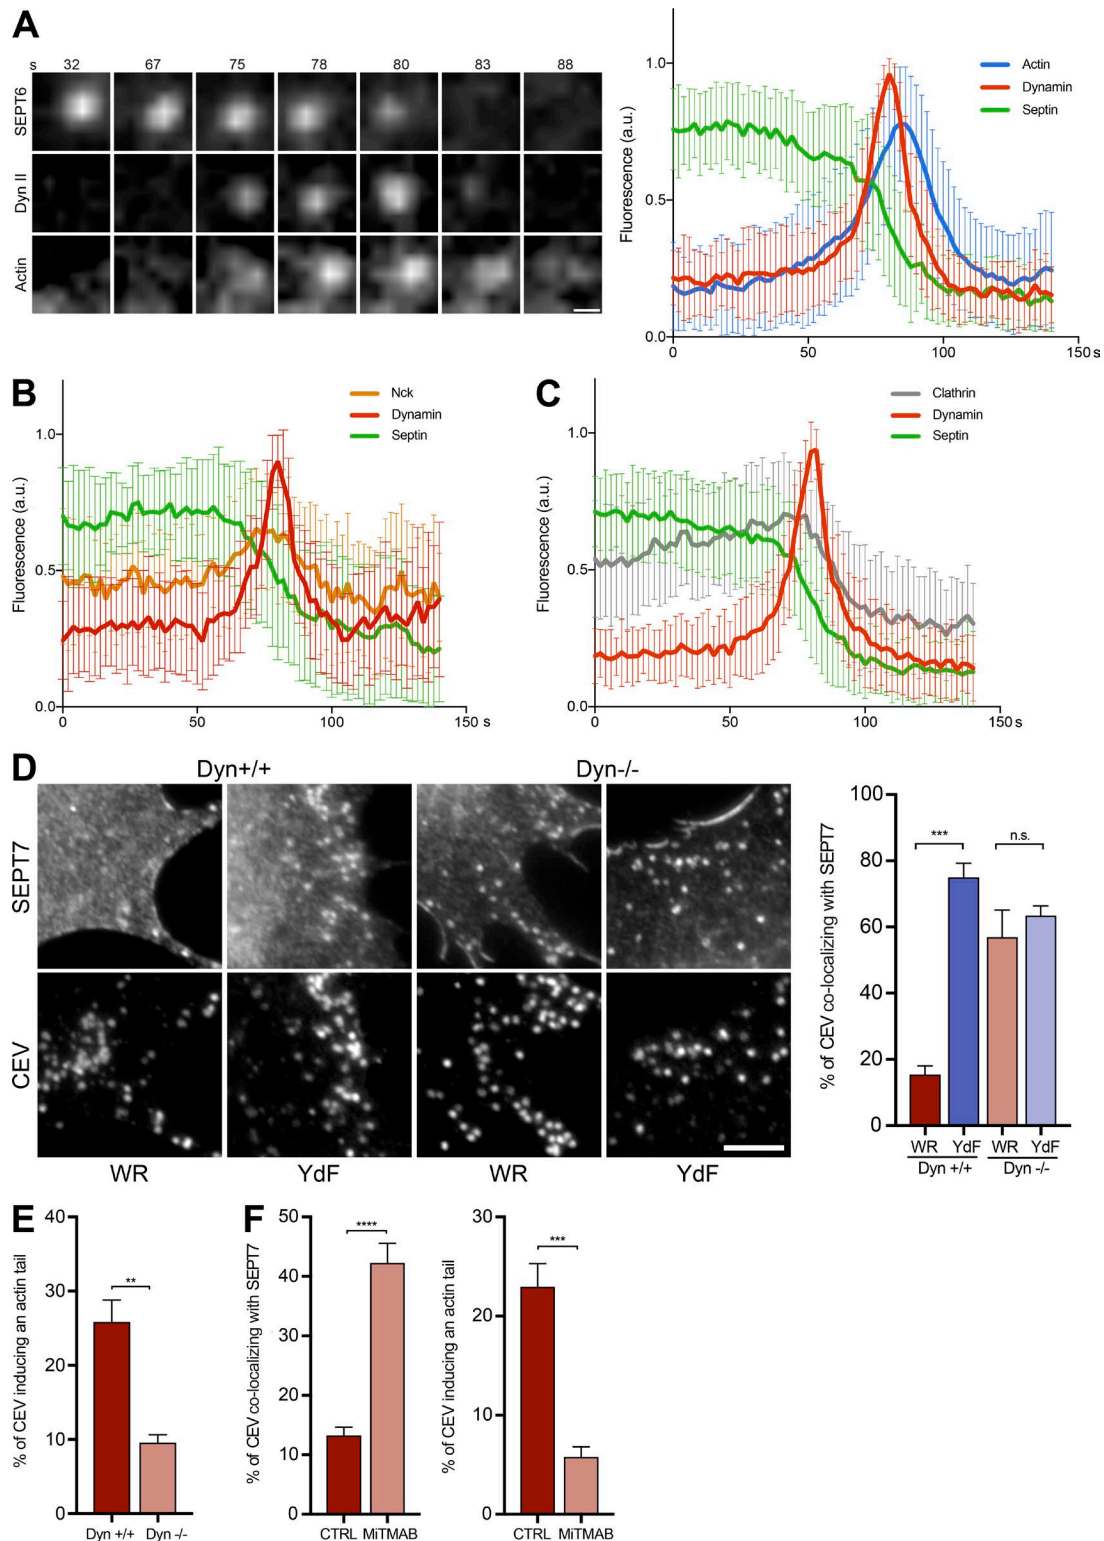 A
s 32 67 75 78 80 83 88
SEPT6
Dyn II
Actin
Fluorescence (a.u.)
1.0
0.5
0.0
0 50 100 150 s
Actin
Dynamin
Septin
B
Fluorescence (a.u.)
1.0
0.5
0.0
0 50 100 150 s
Nck
Dynamin
Septin
C
Fluorescence (a.u.)
1.0
0.5
0.0
0 50 100 150 s
Clathrin
Dynamin
Septin
D
Dyn+/+ Dyn-/-
SEPT7
CEV
WR YdF WR YdF
% of CEV co-localizing with SEPT7
100
80
60
40
20
0
*** n.s.
WR YdF WR YdF
Dyn +/+ Dyn -/-
E
% of CEV inducing an actin tail
40
30
20
10
0
**
Dyn +/+ Dyn -/-
F
% of CEV co-localizing with SEPT7
50
40
30
20
10
0
****
CTRL MiTMAB
% of CEV inducing an actin tail
30
20
10
0
***
CTRL MiTMAB